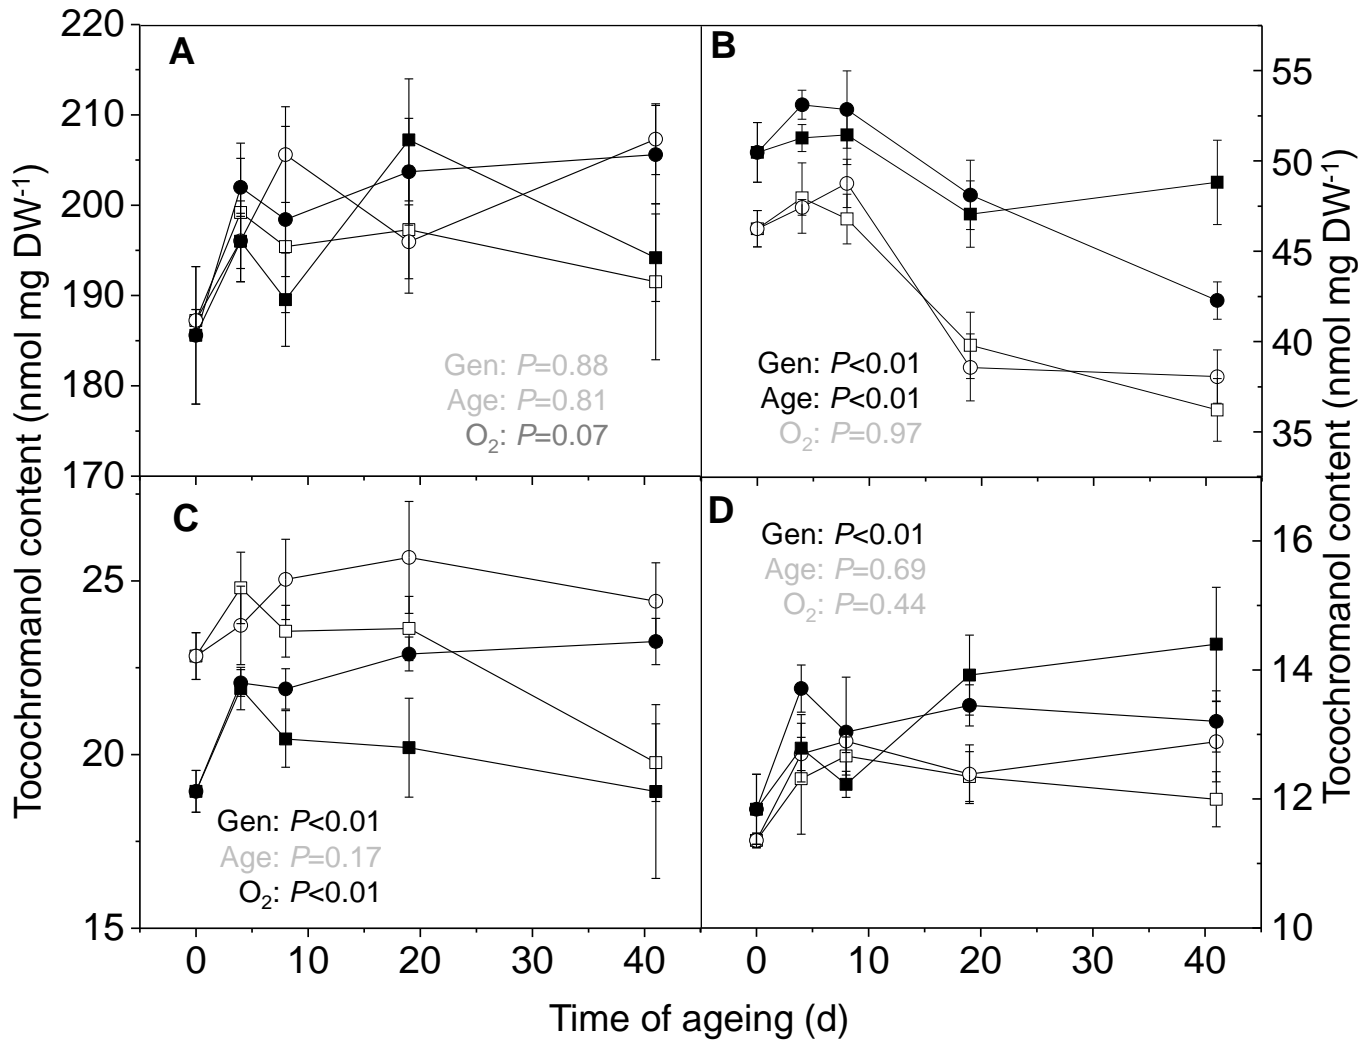 Tocochromanol content (nmol mg DW-1)
220
210
200
190
180
170
A
Gen: P=0.88
Age: P=0.81
O2: P=0.07
B
Gen: P<0.01
Age: P<0.01
O2: P=0.97
55
50
45
40
35
Tocochromanol content (nmol mg DW-1)
25
20
15
C
Gen: P<0.01
Age: P=0.17
O2: P<0.01
D
Gen: P<0.01
Age: P=0.69
O2: P=0.44
16
14
12
10
0 10 20 30 40 0 10 20 30 40
Time of ageing (d)